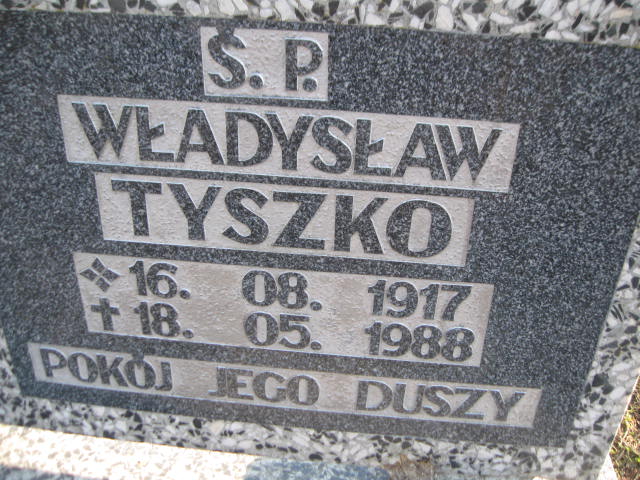 Ś. P.
WŁADYSŁAW
TYSZKO
16. 08. 1917
18. 05. 1988
POKÓJ JEGO DUSZY